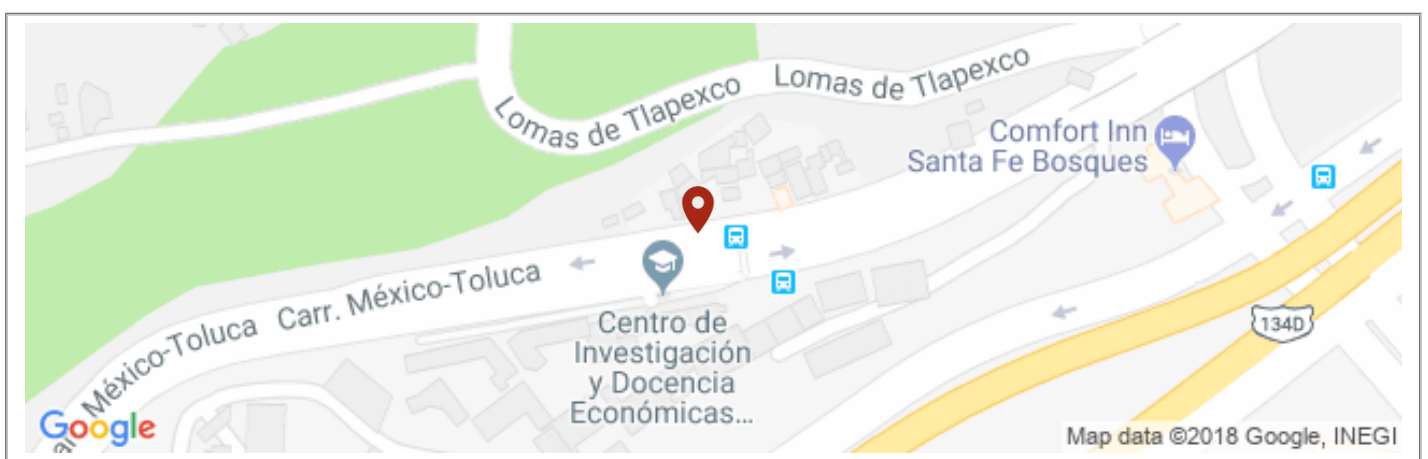 Lomas de Tlapexco
Lomas de Tlapexco
Comfort Inn
Santa Fe Bosques
Carr. México-Toluca
México-Toluca
134D
Centro de
Investigación
y Docencia
Económicas...
Google
Map data ©2018 Google, INEGI